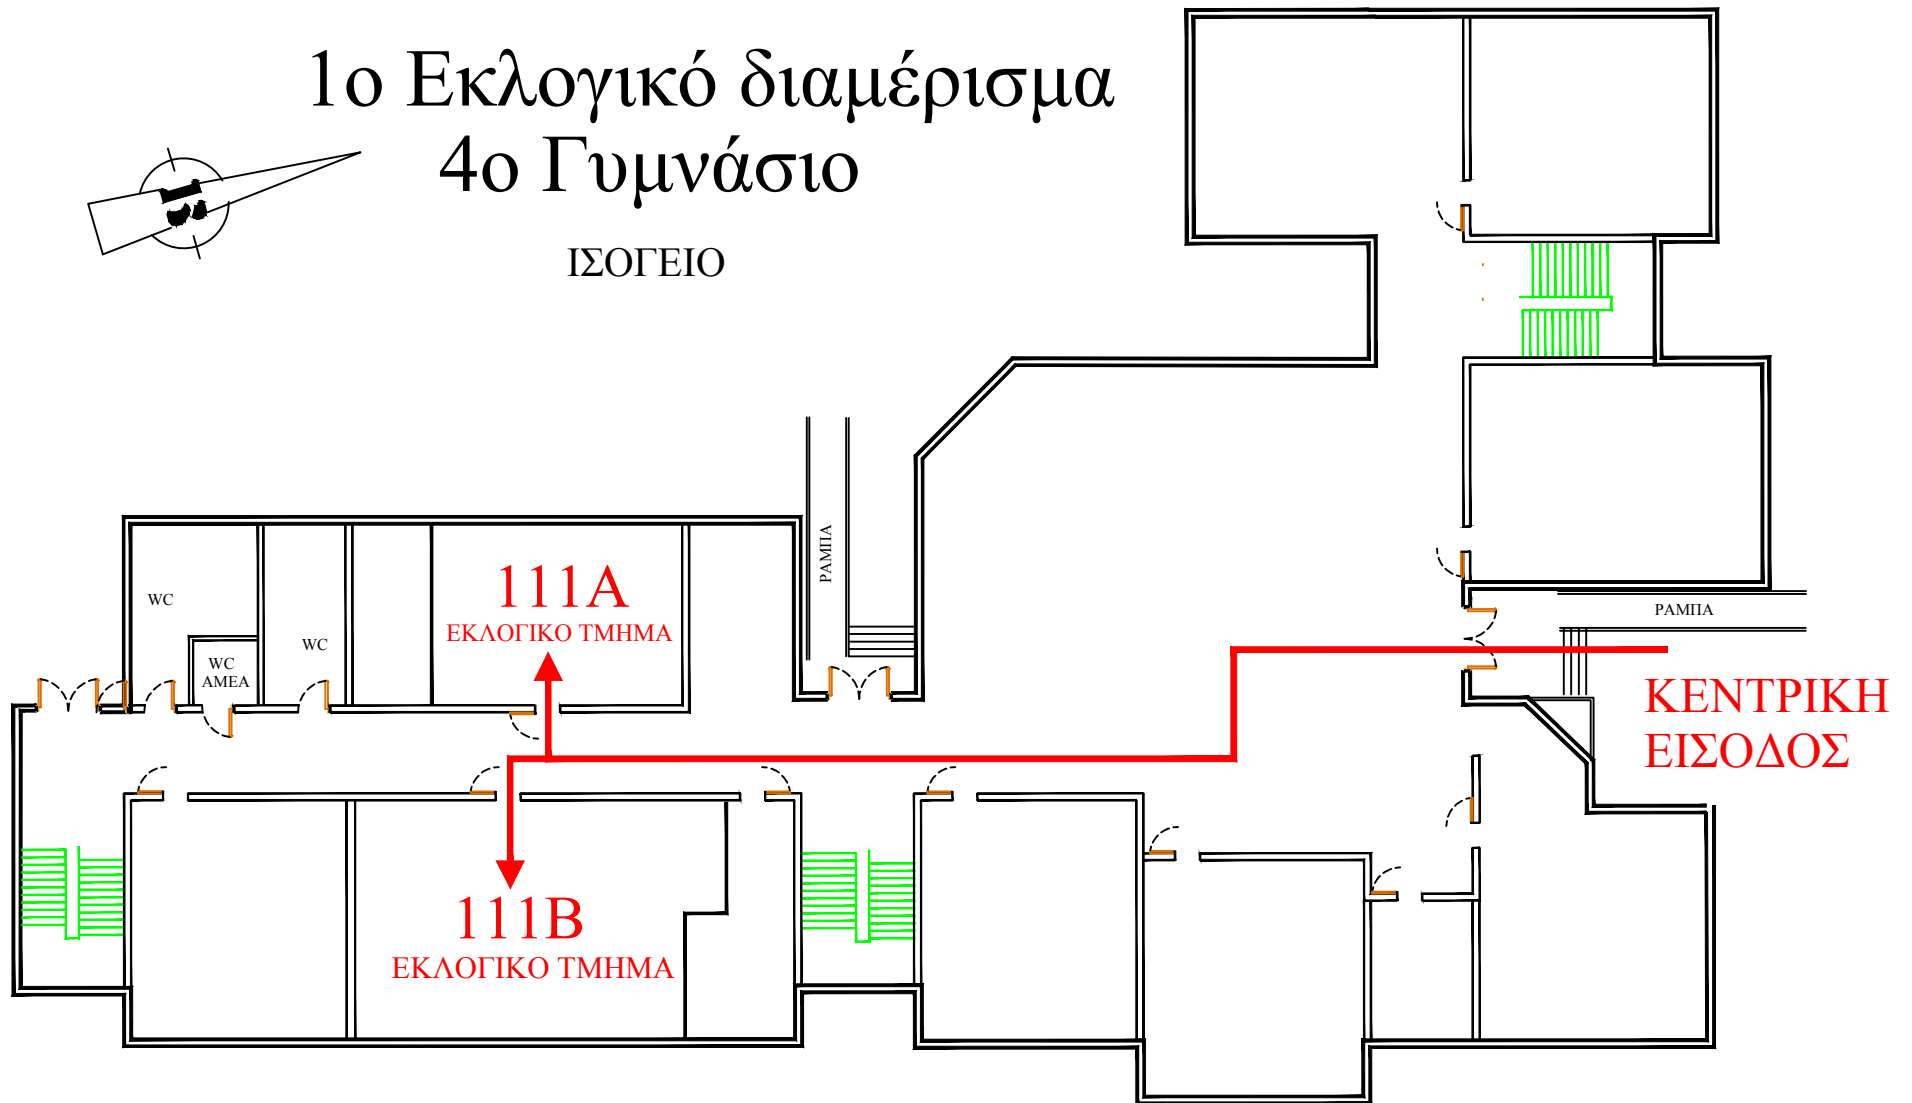 1ο Εκλογικό διαμέρισμα
4ο Γυμνάσιο
ΙΣΟΓΕΙΟ
ΡΑΜΠΑ
111Α
ΕΚΛΟΓΙΚΟ ΤΜΗΜΑ
WC
WC
WC
ΑΜΕΑ
ΡΑΜΠΑ
ΚΕΝΤΡΙΚΗ
ΕΙΣΟΔΟΣ
111Β
ΕΚΛΟΓΙΚΟ ΤΜΗΜΑ